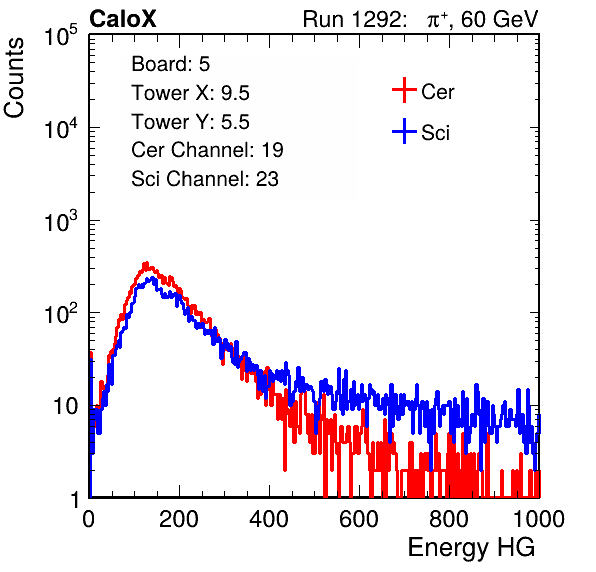 CaloX Run 1292: π⁺, 60 GeV
Board: 5
Tower X: 9.5
Tower Y: 5.5
Cer Channel: 19
Sci Channel: 23
Cer
Sci
Counts
10⁵
10⁴
10³
10²
10
1
0 200 400 600 800 1000
Energy HG